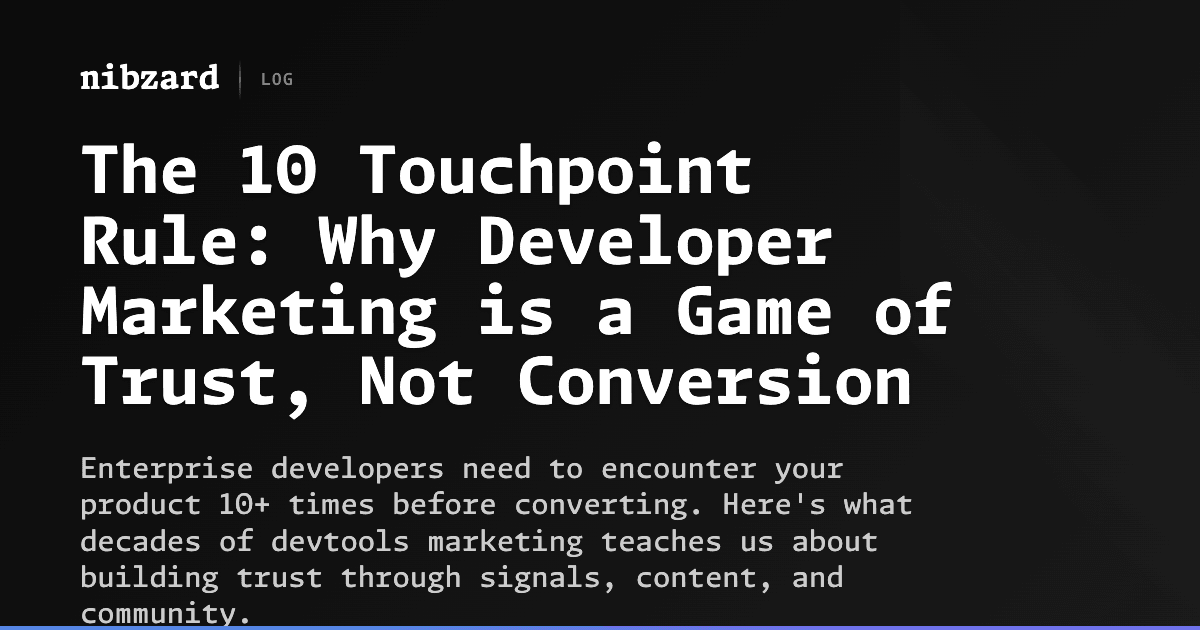 nibzard | LOG
The 10 Touchpoint
Rule: Why Developer
Marketing is a Game of
Trust, Not Conversion
Enterprise developers need to encounter your
product 10+ times before converting. Here's what
decades of devtools marketing teaches us about
building trust through signals, content, and
community.